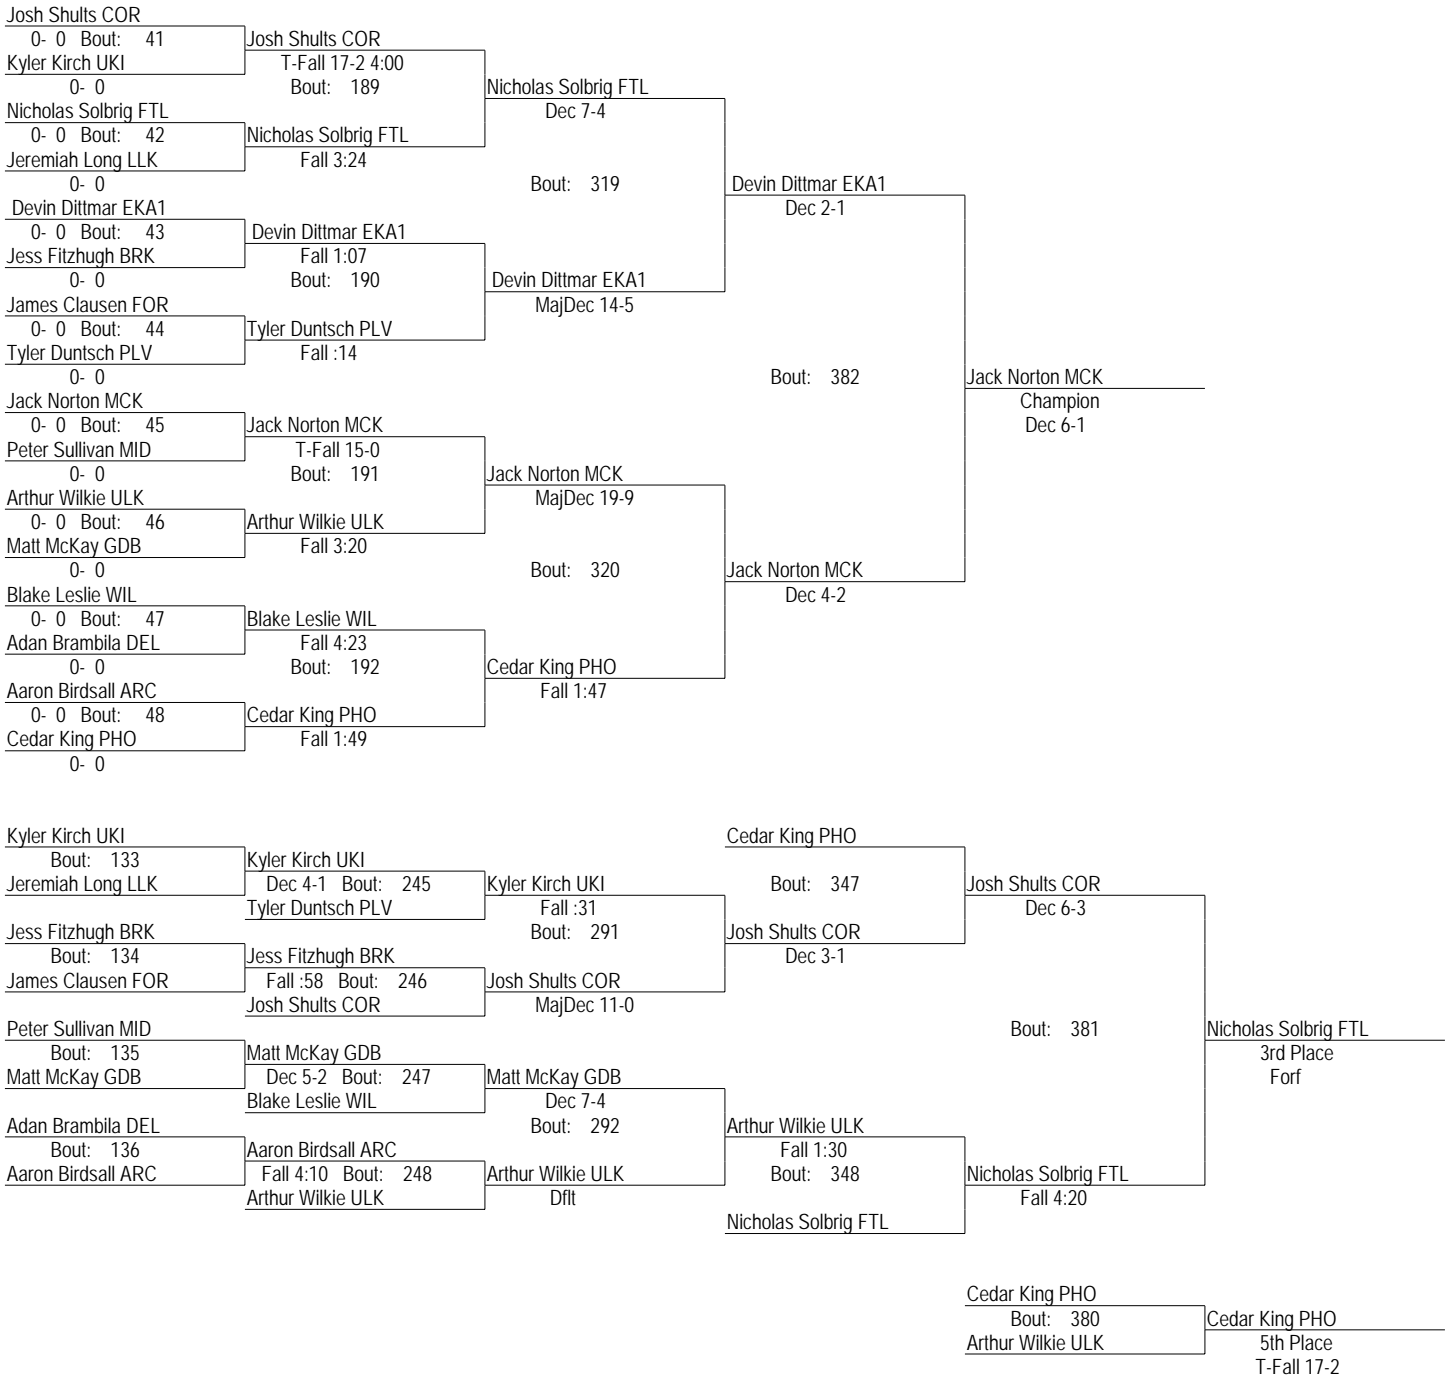 Josh Shults COR
0- 0 Bout: 41 Josh Shults COR
Kyler Kirch UKI T-Fall 17-2 4:00
0- 0 Bout: 189 Nicholas Solbrig FTL
Nicholas Solbrig FTL Dec 7-4
0- 0 Bout: 42 Nicholas Solbrig FTL
Jeremiah Long LLK Fall 3:24
0- 0 Bout: 319 Devin Dittmar EKA1
Devin Dittmar EKA1 Dec 2-1
0- 0 Bout: 43 Devin Dittmar EKA1
Jess Fitzhugh BRK Fall 1:07
0- 0 Bout: 190 Devin Dittmar EKA1
James Clausen FOR MajDec 14-5
0- 0 Bout: 44 Tyler Duntsch PLV
Tyler Duntsch PLV Fall :14
0- 0 Bout: 382 Jack Norton MCK
Jack Norton MCK Champion
0- 0 Bout: 45 Jack Norton MCK Dec 6-1
Peter Sullivan MID T-Fall 15-0
0- 0 Bout: 191 Jack Norton MCK
Arthur Wilkie ULK MajDec 19-9
0- 0 Bout: 46 Arthur Wilkie ULK
Matt McKay GDB Fall 3:20
0- 0 Bout: 320 Jack Norton MCK
Blake Leslie WIL Dec 4-2
0- 0 Bout: 47 Blake Leslie WIL
Adan Brambila DEL Fall 4:23
0- 0 Bout: 192 Cedar King PHO
Aaron Birdsall ARC Fall 1:47
0- 0 Bout: 48 Cedar King PHO
Cedar King PHO Fall 1:49
0- 0
Kyler Kirch UKI Cedar King PHO
Bout: 133 Kyler Kirch UKI
Jeremiah Long LLK Dec 4-1 Bout: 245 Kyler Kirch UKI Bout: 347 Josh Shults COR
Tyler Duntsch PLV Fall :31 Dec 6-3
Jess Fitzhugh BRK Bout: 291 Josh Shults COR
Bout: 134 Jess Fitzhugh BRK Dec 3-1
James Clausen FOR Fall :58 Bout: 246 Josh Shults COR
Josh Shults COR MajDec 11-0
Peter Sullivan MID Bout: 381 Nicholas Solbrig FTL
Bout: 135 Matt McKay GDB 3rd Place
Matt McKay GDB Dec 5-2 Bout: 247 Matt McKay GDB Forf
Blake Leslie WIL Dec 7-4
Adan Brambila DEL Bout: 292 Arthur Wilkie ULK
Bout: 136 Aaron Birdsall ARC Fall 1:30
Aaron Birdsall ARC Fall 4:10 Bout: 248 Arthur Wilkie ULK Bout: 348 Nicholas Solbrig FTL
Arthur Wilkie ULK Dflt Fall 4:20
Nicholas Solbrig FTL
Cedar King PHO
Bout: 380 Cedar King PHO
Arthur Wilkie ULK 5th Place
T-Fall 17-2